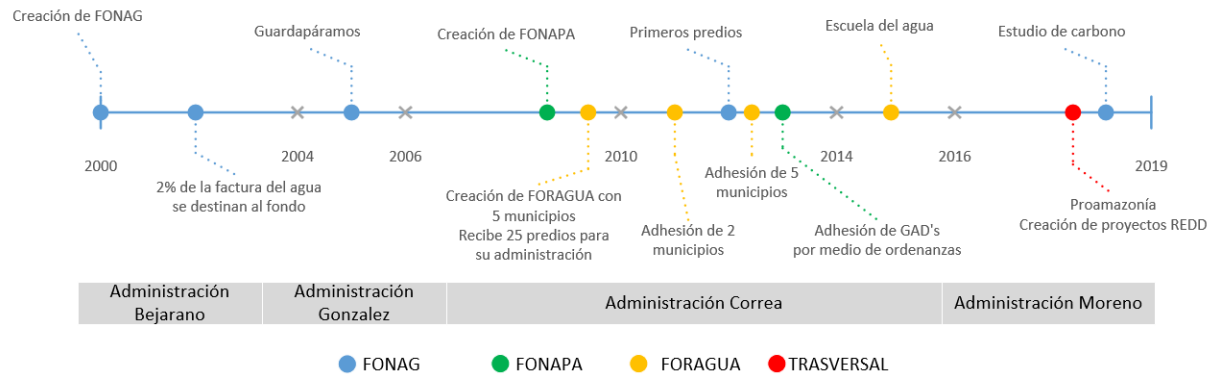 Creación de FONAG
Guardapáramos
Creación de FONAPA
Primeros predios
Escuela del agua
Estudio de carbono
2000
2004
2006
2010
2014
2016
2019
2% de la factura del agua
se destinan al fondo
Creación de FORAGUA con
5 municipios
Recibe 25 predios para
su administración
Adhesión de 2
municipios
Adhesión de 5
municipios
Adhesión de GAD's
por medio de ordenanzas
Proamazonía
Creación de proyectos REDD
Administración
Bejarano
Administración
Gonzalez
Administración Correa
Administración Moreno
FONAG
FONAPA
FORAGUA
TRASVERSAL